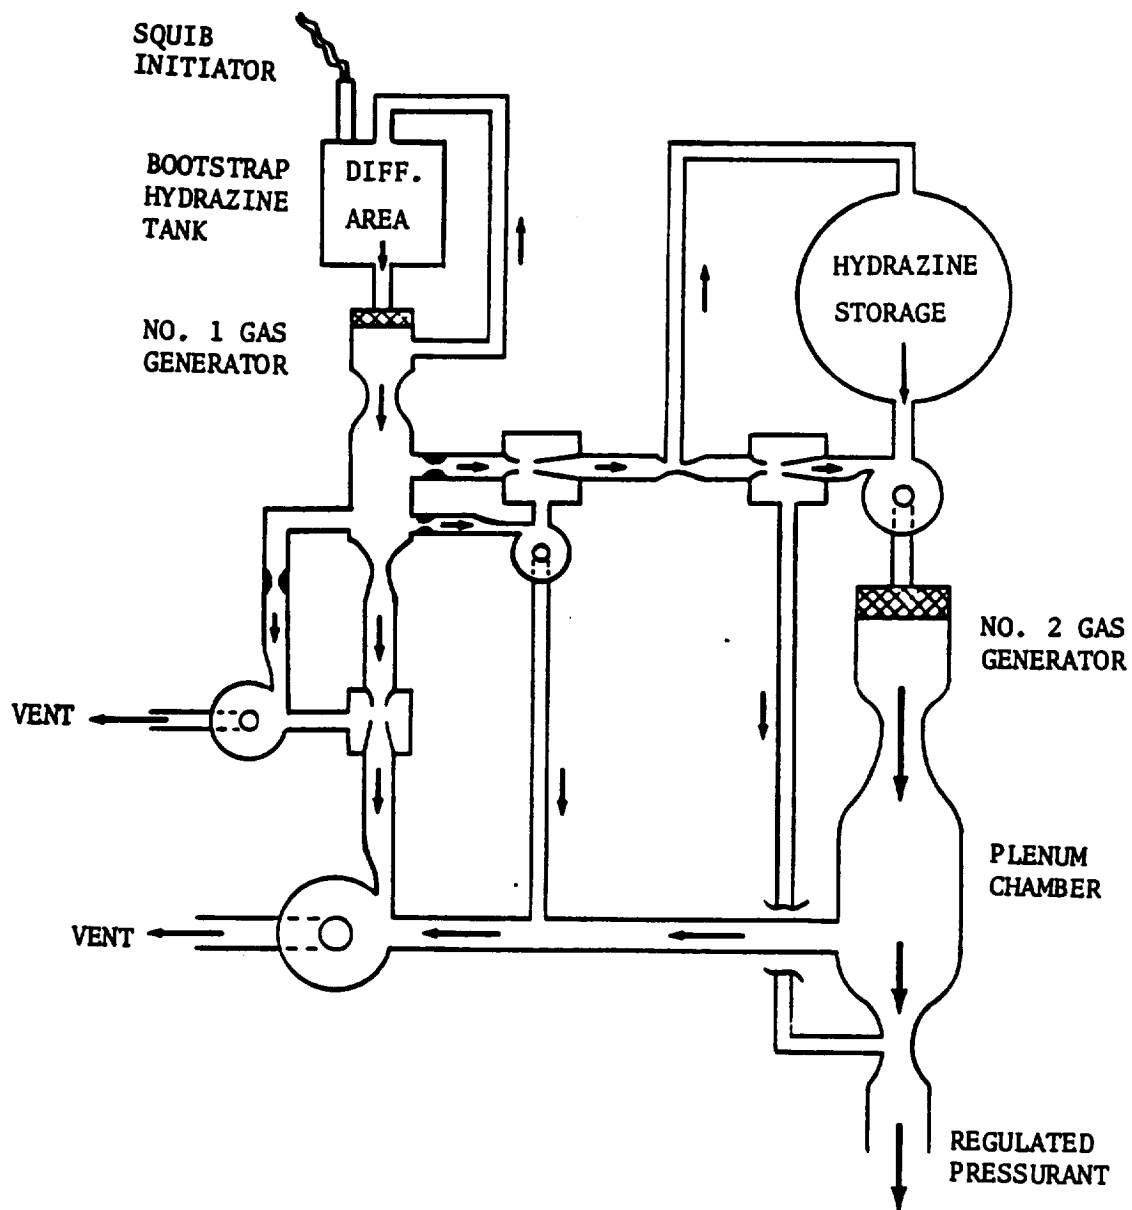 SQUIB
INITIATOR
BOOTSTRAP
HYDRAZINE
TANK
DIFF.
AREA
HYDRAZINE
STORAGE
NO. 1 GAS
GENERATOR
NO. 2 GAS
GENERATOR
VENT
PLENUM
CHAMBER
VENT
REGULATED
PRESSURANT